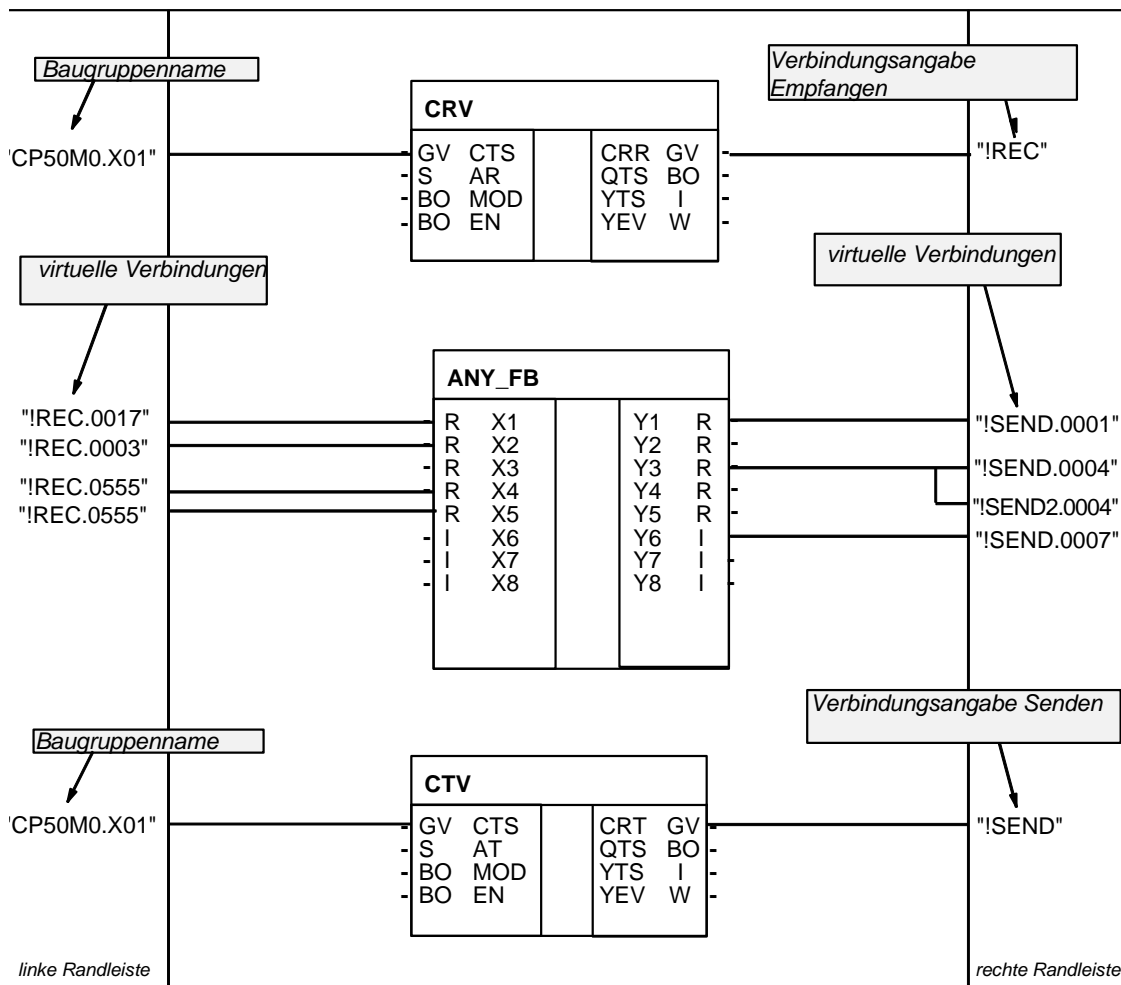 Baugruppenname
Verbindungsangabe
Empfangen
CRV
"CP50M0.X01"
GV CTS CRR GV
S AR QTS BO
BO MOD YTS I
BO EN YEV W
"!REC"
virtuelle Verbindungen
virtuelle Verbindungen
ANY_FB
"!REC.0017"
"!REC.0003"
"!REC.0555"
"!REC.0555"
R X1 Y1 R
R X2 Y2 R
R X3 Y3 R
R X4 Y4 R
R X5 Y5 R
I X6 Y6 I
I X7 Y7 I
I X8 Y8 I
"!SEND.0001"
"!SEND.0004"
"!SEND2.0004"
"!SEND.0007"
Verbindungsangabe Senden
Baugruppenname
CTV
"CP50M0.X01"
GV CTS CRT GV
S AT QTS BO
BO MOD YTS I
BO EN YEV W
"!SEND"
linke Randleiste
rechte Randleiste